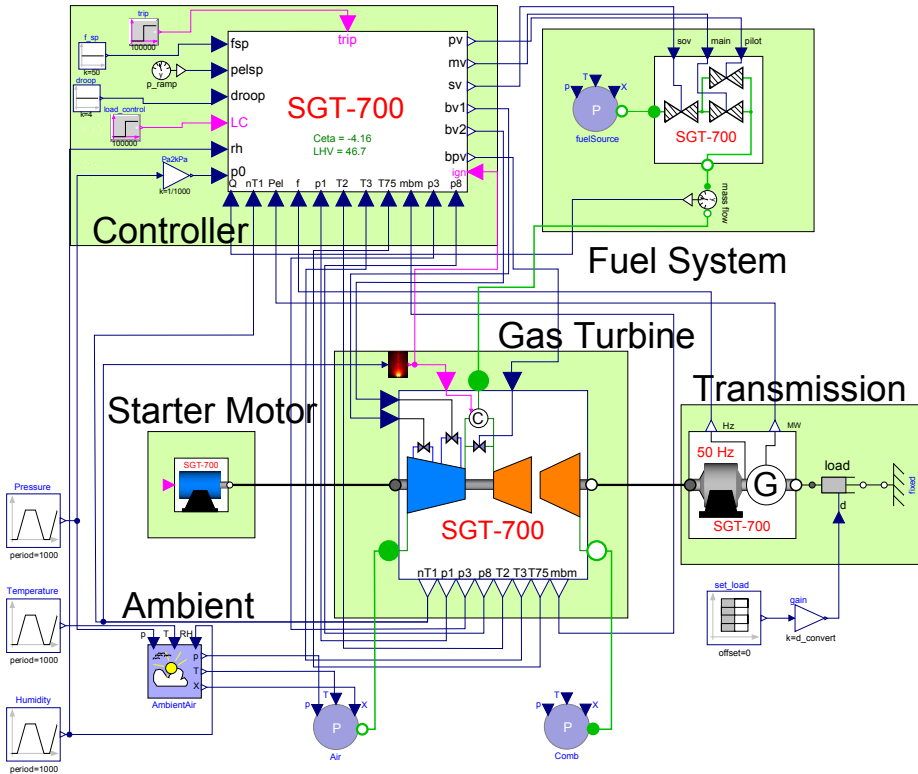 trip
100000
f_sp
k=50
p_ramp
droop
k=4
load_control
100000
Pa2kPa
k=1/1000
trip
fsp
pelsp
droop
LC
rh
p0
SGT-700
Ceta = -4.16
LHV = 46.7
pv
mv
sv
bv1
bv2
bpv
ign
Q nT1 Pel f p1 T2 T3 T75 mbm p3 p8
Controller
sov main pilot
T
p X
P
fuelSource
SGT-700
mass flow
Fuel System
Gas Turbine
C
SGT-700
nT1 p1 p3 p8 T2 T3 T75 mbm
Starter Motor
SGT-700
Transmission
Hz MW
50 Hz
G
SGT-700
load
d
fixed
set_load
offset=0
gain
k=d_convert
Pressure
period=1000
Temperature
period=1000
Humidity
period=1000
Ambient
p T RH
p
T
X
AmbientAir
T
p X
P
Air
T
p X
P
Comb